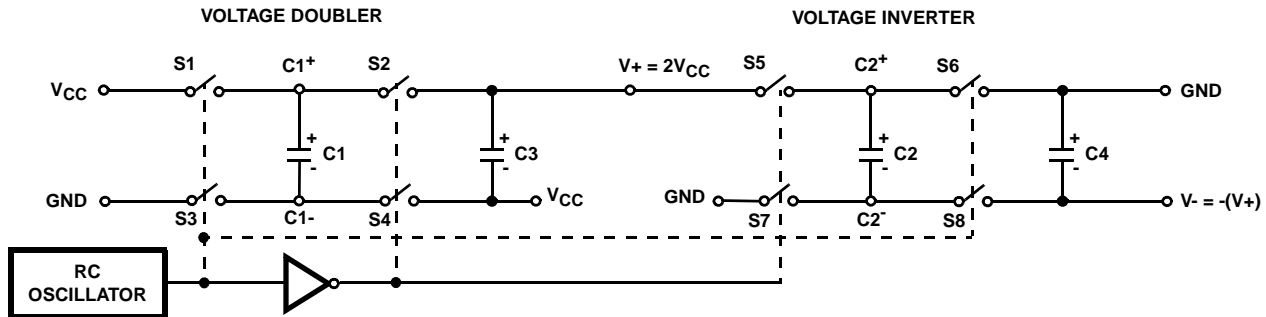 VOLTAGE DOUBLER
VOLTAGE INVERTER
S1 C1+ S2 V+ = 2VCC S5 C2+ S6
VCC GND
+ C1 - + C3 - + C2 - + C4 -
GND VCC GND V- = -(V+)
S3 C1- S4 S7 C2- S8
RC
OSCILLATOR